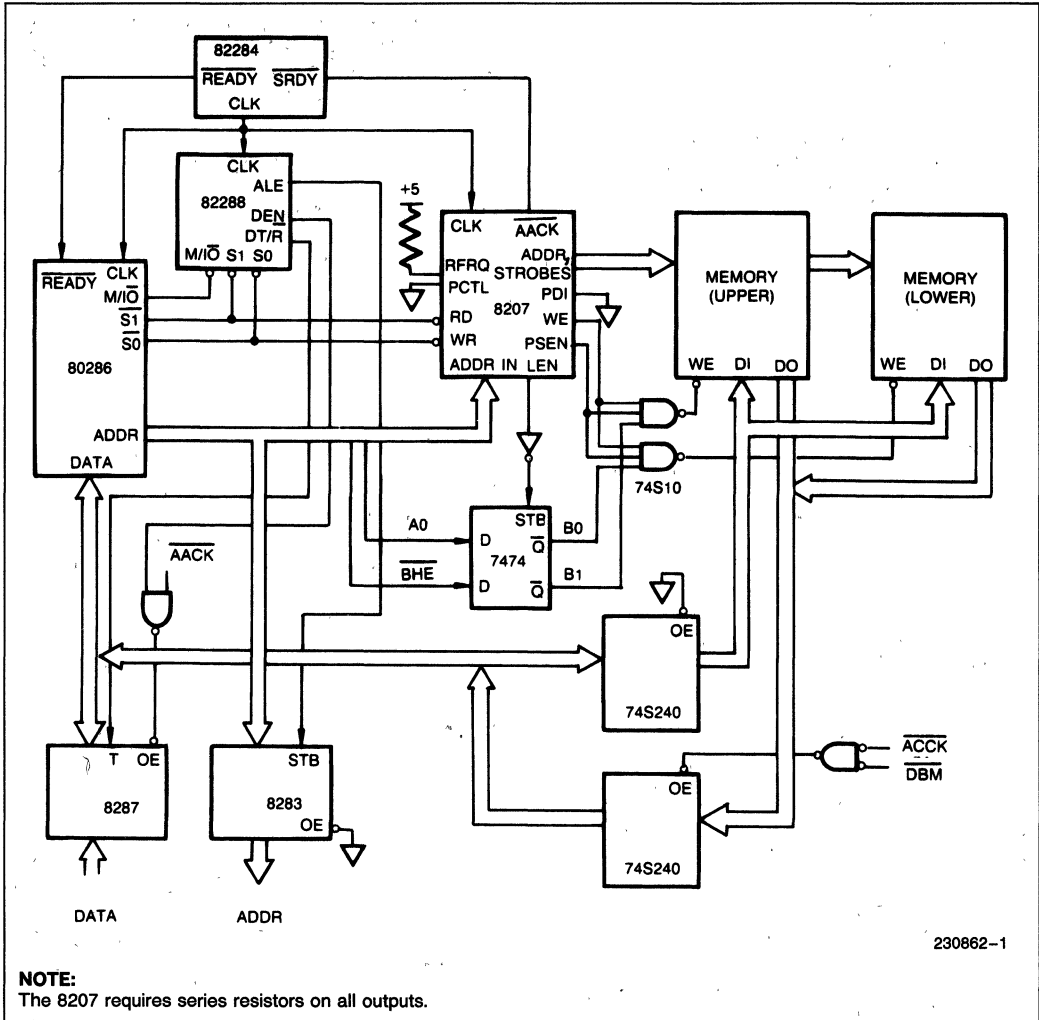 82284
READY SRDY
CLK
CLK
ALE
82288
DEN
DT/R
M/IO S1 S0
+5
CLK AACK
ADDR,
STROBES
RFRQ
PCTL
PDI
8207
RD
WE
WR
PSEN
ADDR IN LEN
MEMORY
(UPPER)
WE DI DO
MEMORY
(LOWER)
WE DI DO
READY CLK
M/IO
S1
S0
80286
ADDR
DATA
74S10
A0
BHE
STB
D Q
7474
D Q
B0
B1
AACK
OE
74S240
T OE
8287
STB
8283
OE
OE
74S240
ACCK
DBM
DATA
ADDR
230862-1
NOTE:
The 8207 requires series resistors on all outputs.